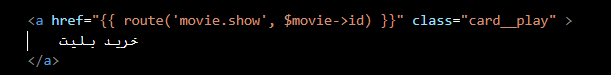 <a href="{{ route('movie.show', $movie->id) }}" class="card__play" >
خرید بلیت
</a>